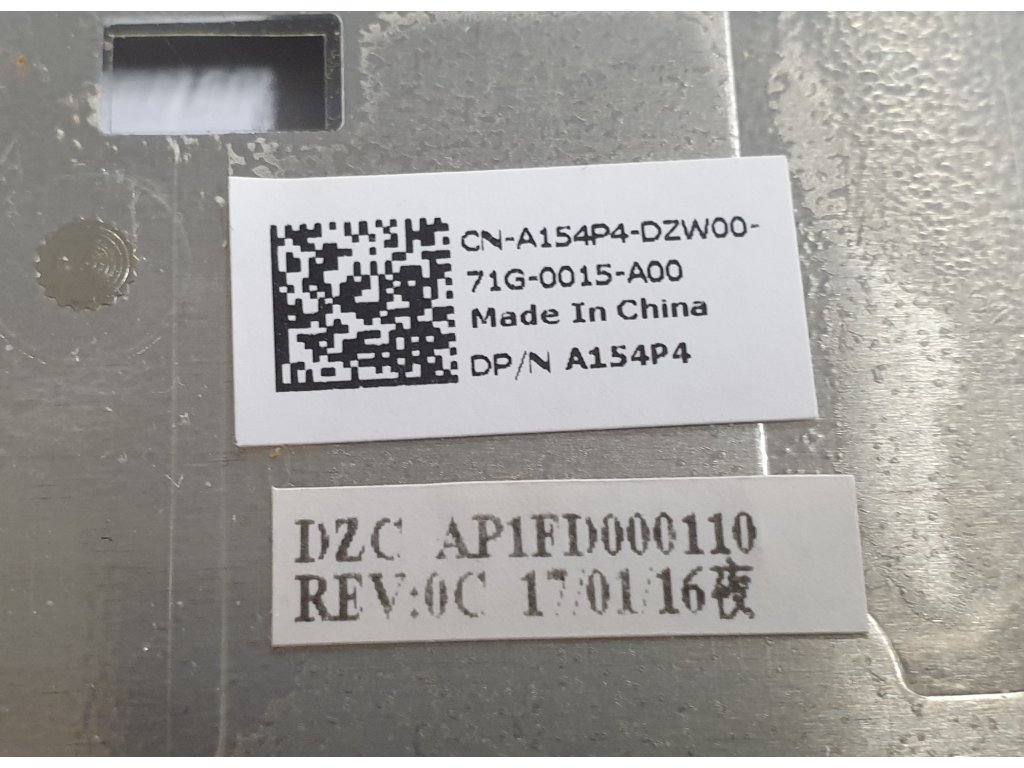 CN-A154P4-DZW00-
71G-0015-A00
Made In China
DP/N A154P4
DZC AP1FD000110
REV:0C 17/01/16夜